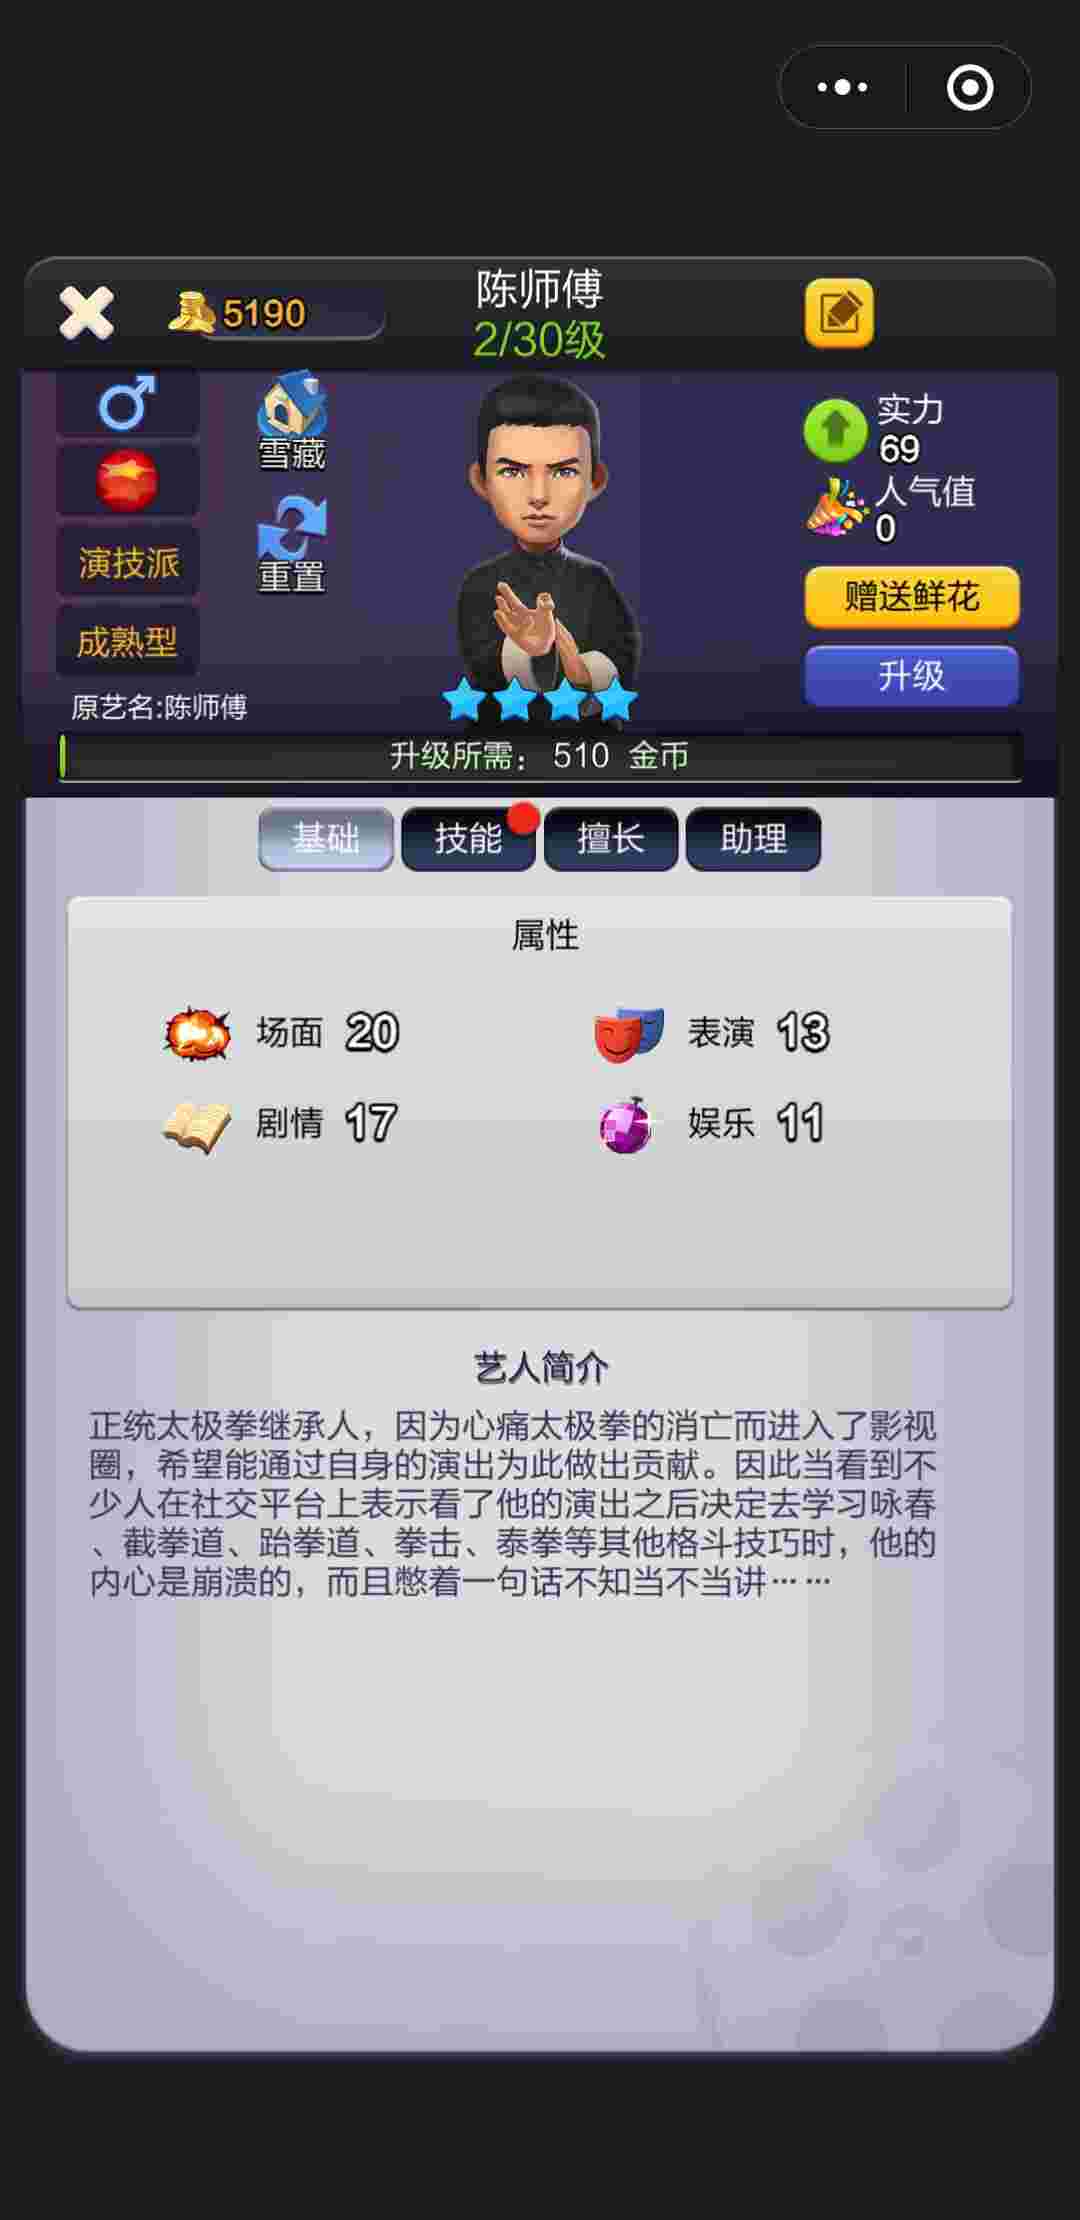 陈师傅
5190
2/30级
实力
69
雪藏
人气值
0
演技派
重置
赠送鲜花
成熟型
升级
原艺名:陈师傅
升级所需： 510 金币
基础 技能 擅长 助理
属性
场面 20 表演 13
剧情 17 娱乐 11
艺人简介
正统太极拳继承人，因为心痛太极拳的消亡而进入了影视
圈，希望能通过自身的演出为此做出贡献。因此当看到不
少人在社交平台上表示看了他的演出之后决定去学习咏春
、截拳道、跆拳道、拳击、泰拳等其他格斗技巧时，他的
内心是崩溃的，而且憋着一句话不知当不当讲……